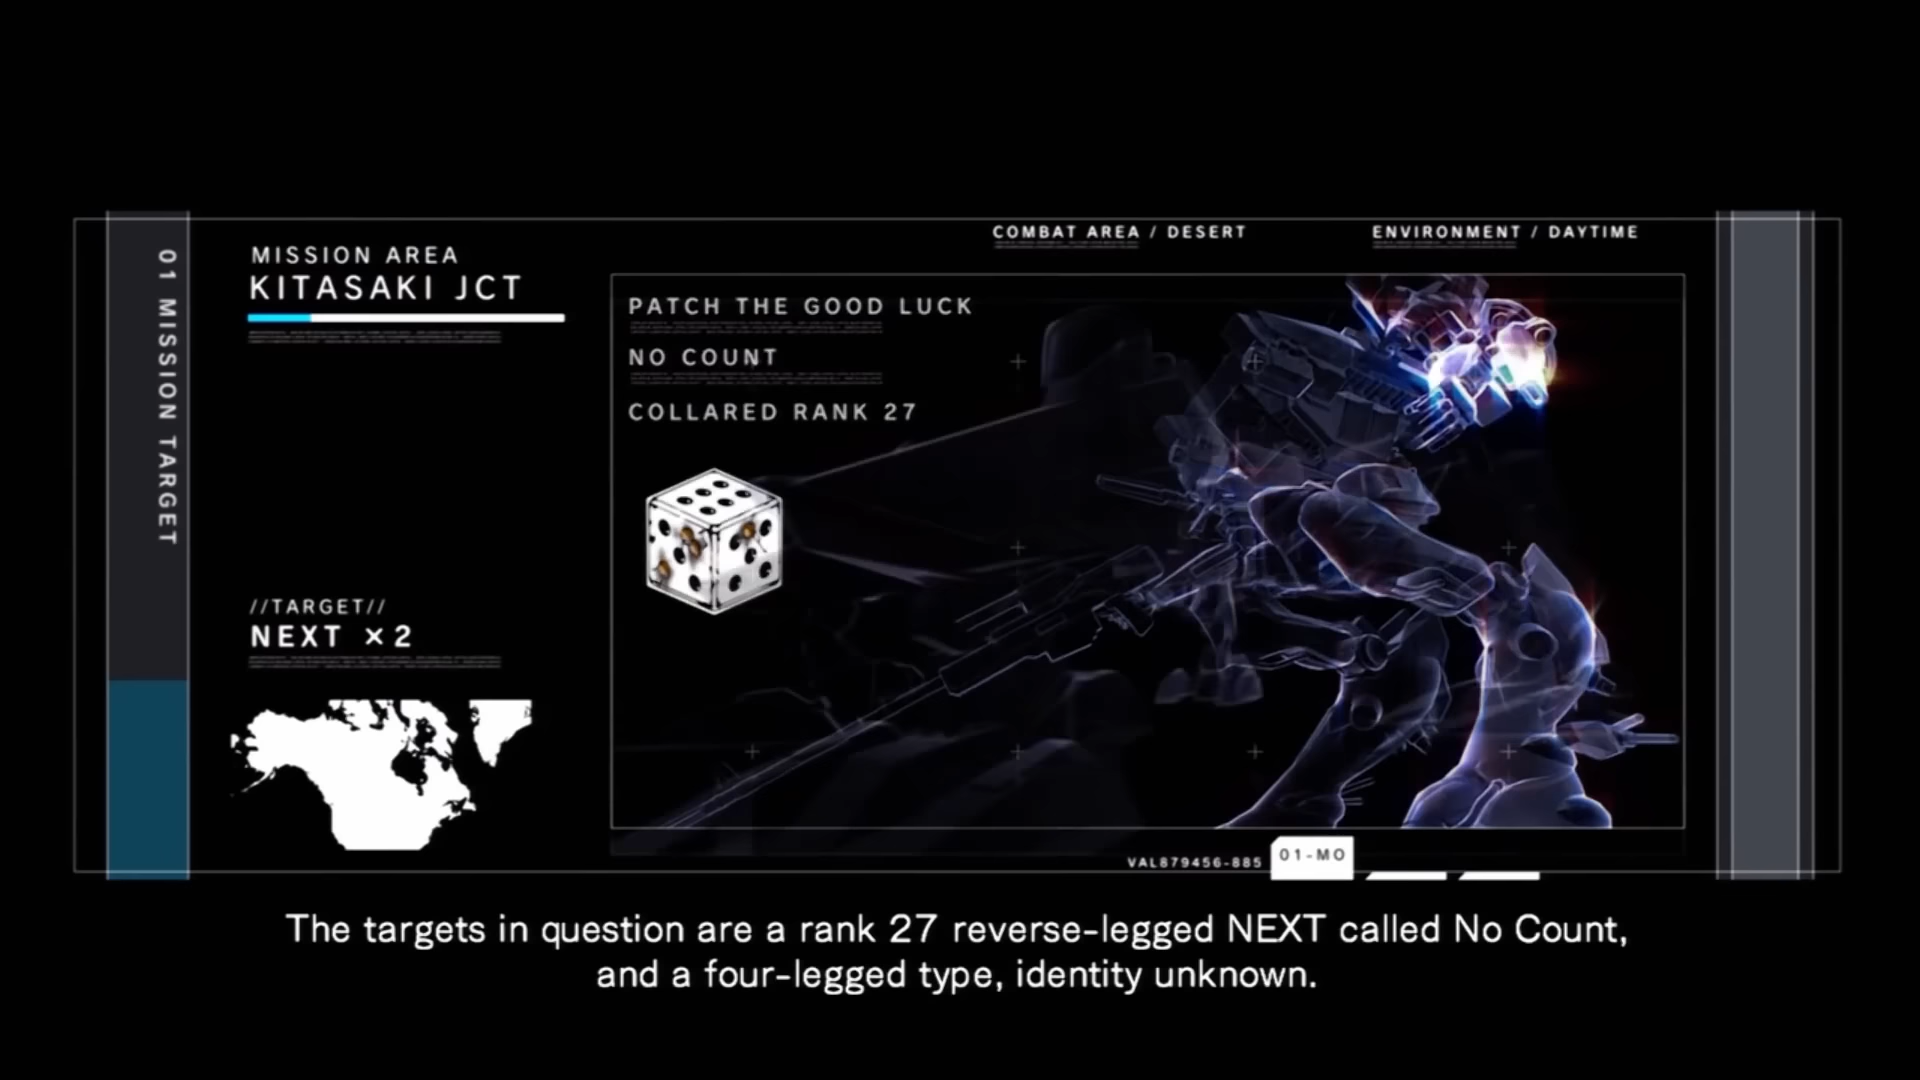 COMBAT AREA / DESERT
ENVIRONMENT / DAYTIME
01 MISSION TARGET
MISSION AREA
KITASAKI JCT
PATCH THE GOOD LUCK
NO COUNT
COLLARED RANK 27
//TARGET//
NEXT ×2
VAL879456-885
01-MO
The targets in question are a rank 27 reverse-legged NEXT called No Count,
and a four-legged type, identity unknown.